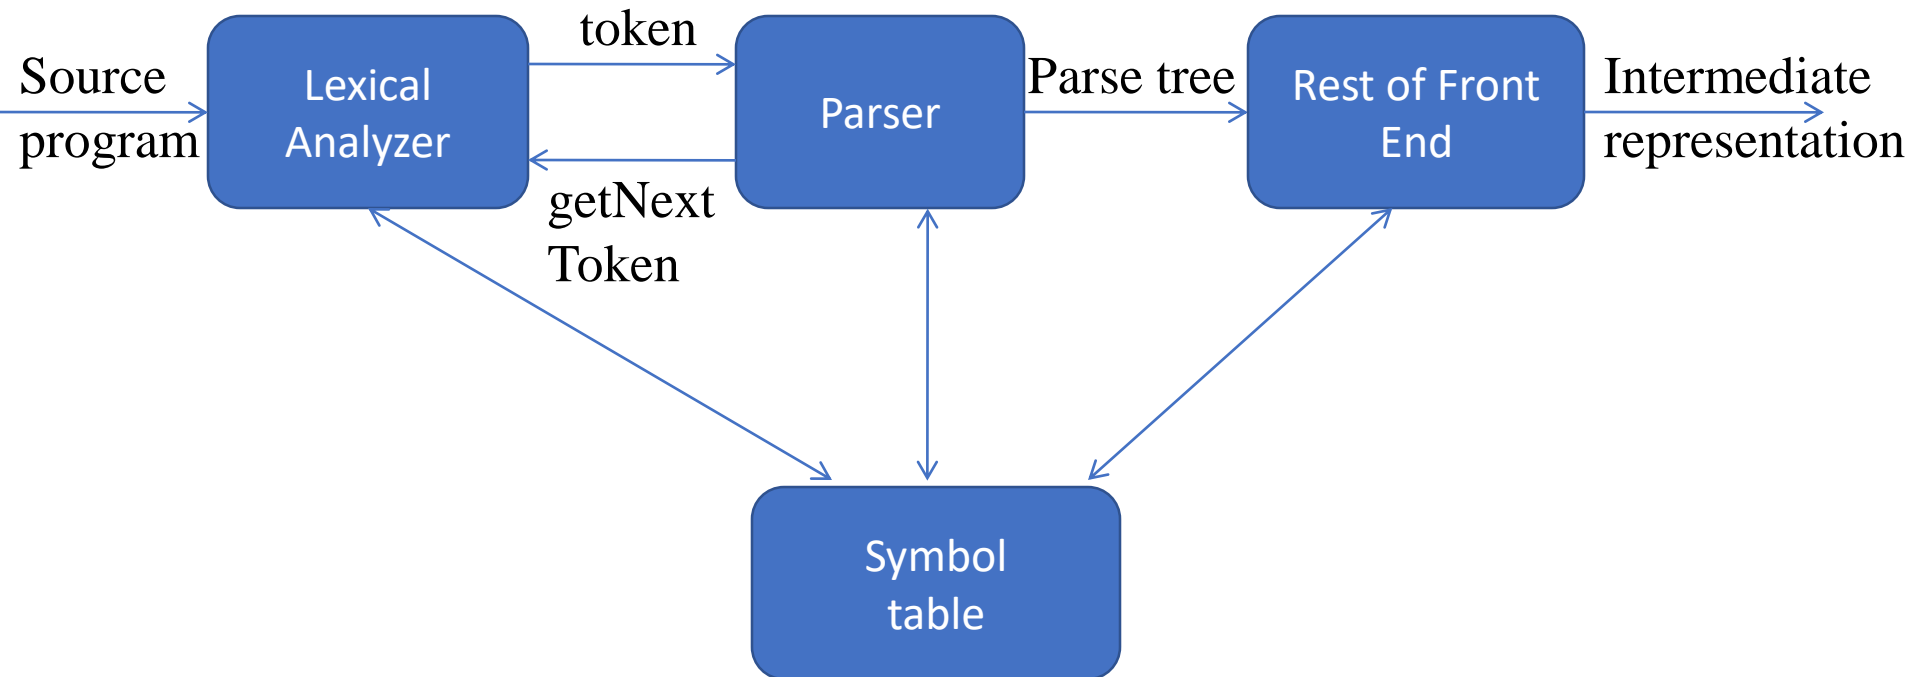 Source
program
Lexical
Analyzer
token
getNext
Token
Parser
Parse tree
Rest of Front
End
Intermediate
representation
Symbol
table